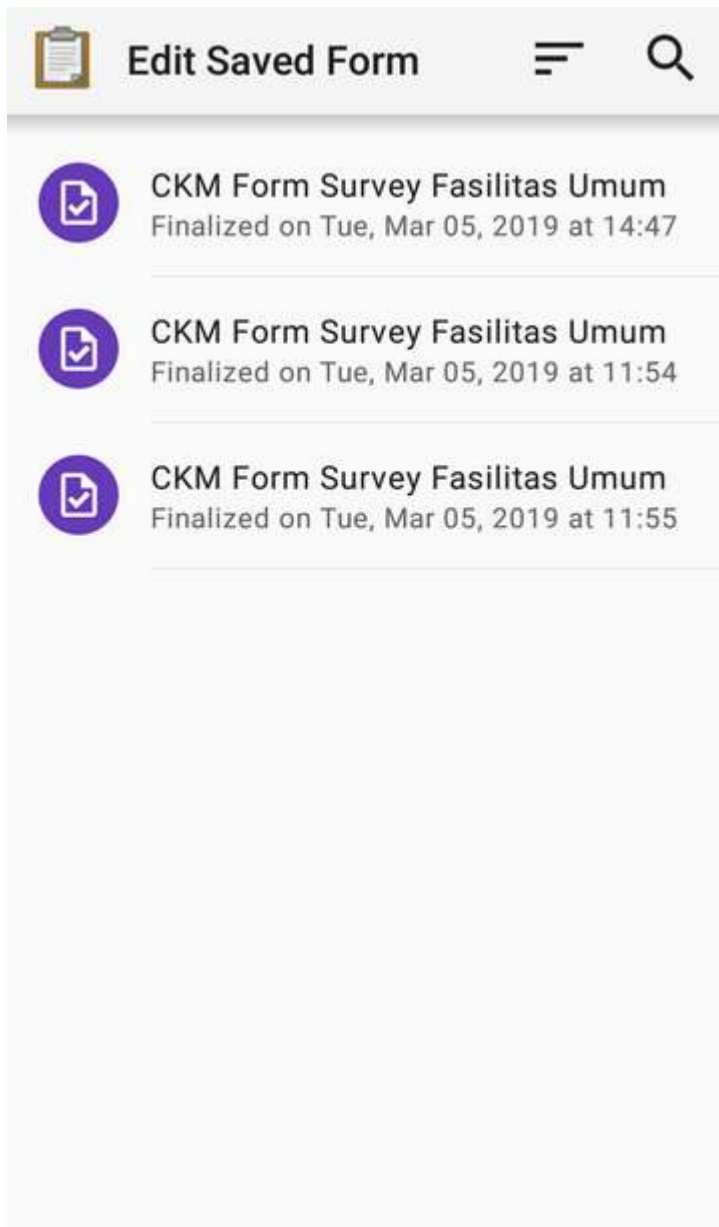 Edit Saved Form
CKM Form Survey Fasilitas Umum
Finalized on Tue, Mar 05, 2019 at 14:47
CKM Form Survey Fasilitas Umum
Finalized on Tue, Mar 05, 2019 at 11:54
CKM Form Survey Fasilitas Umum
Finalized on Tue, Mar 05, 2019 at 11:55